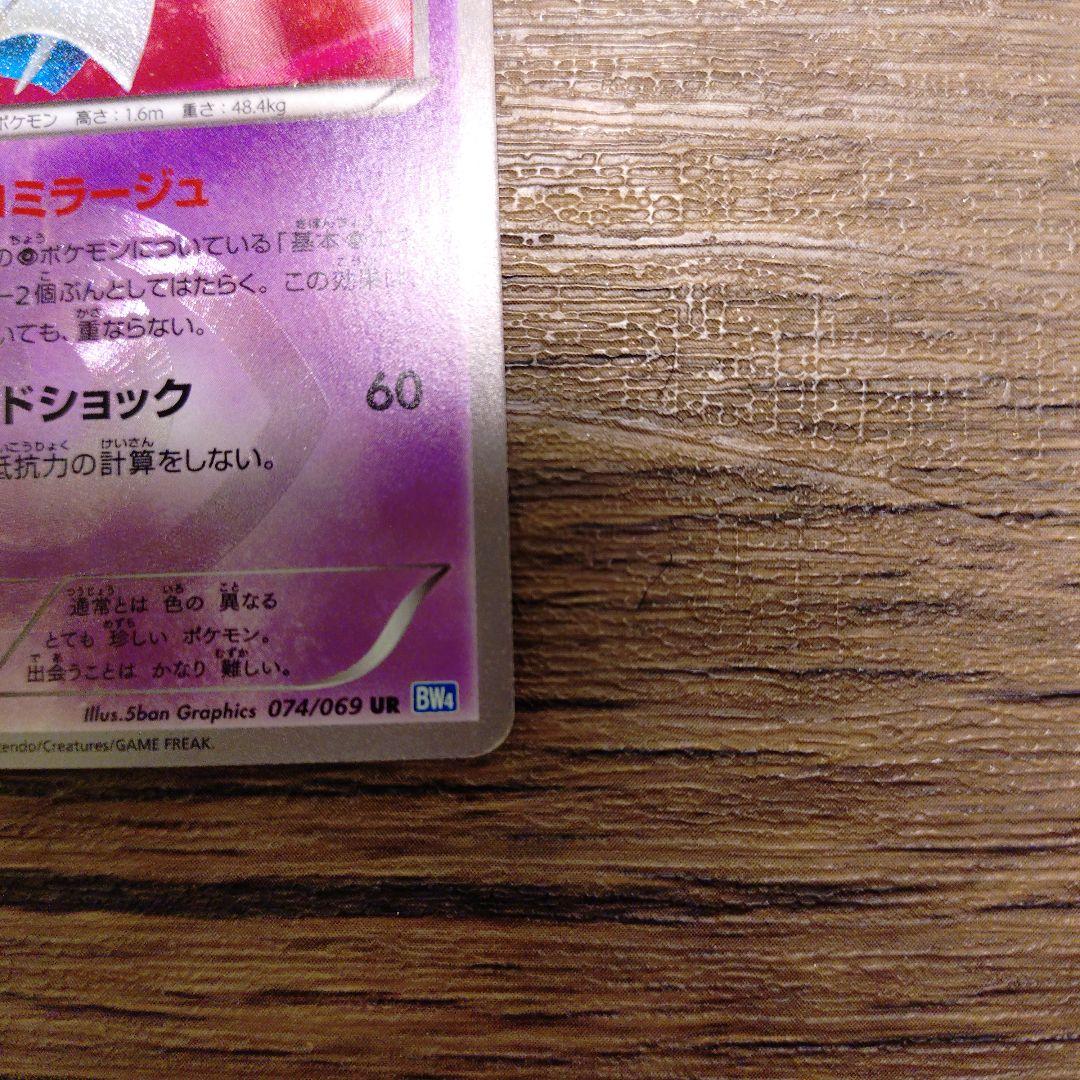 ポケモン 高さ：1.6m 重さ：48.4kg
ミラージュ
の ポケモンについている「基本
ー2個ぶんとしてはたらく。この効果は、
いても、重ならない。
ドショック 60
抵抗力の計算をしない。
通常とは 色の 異なる
とても 珍しい ポケモン。
出会うことは かなり 難しい。
Illus.5ban Graphics 074/069 UR BW4
tendo/Creatures/GAME FREAK.